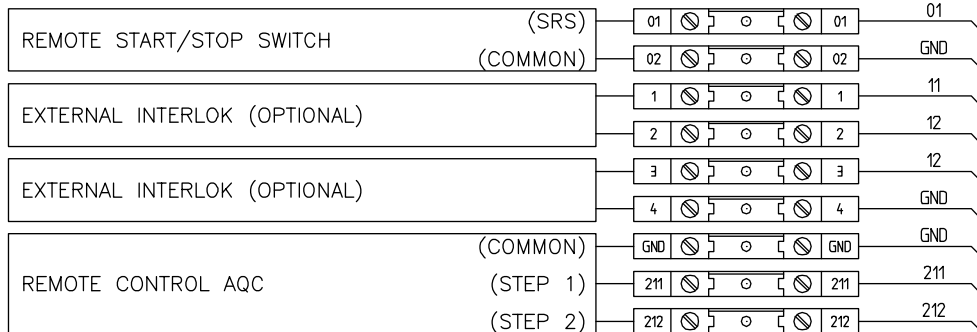 (SRS) 01 01 01
REMOTE START/STOP SWITCH
(COMMON) 02 02 GND
1 1 11
EXTERNAL INTERLOK (OPTIONAL)
2 2 12
3 3 12
EXTERNAL INTERLOK (OPTIONAL)
4 4 GND
(COMMON) GND GND GND
REMOTE CONTROL AQC (STEP 1) 211 211 211
(STEP 2) 212 212 212